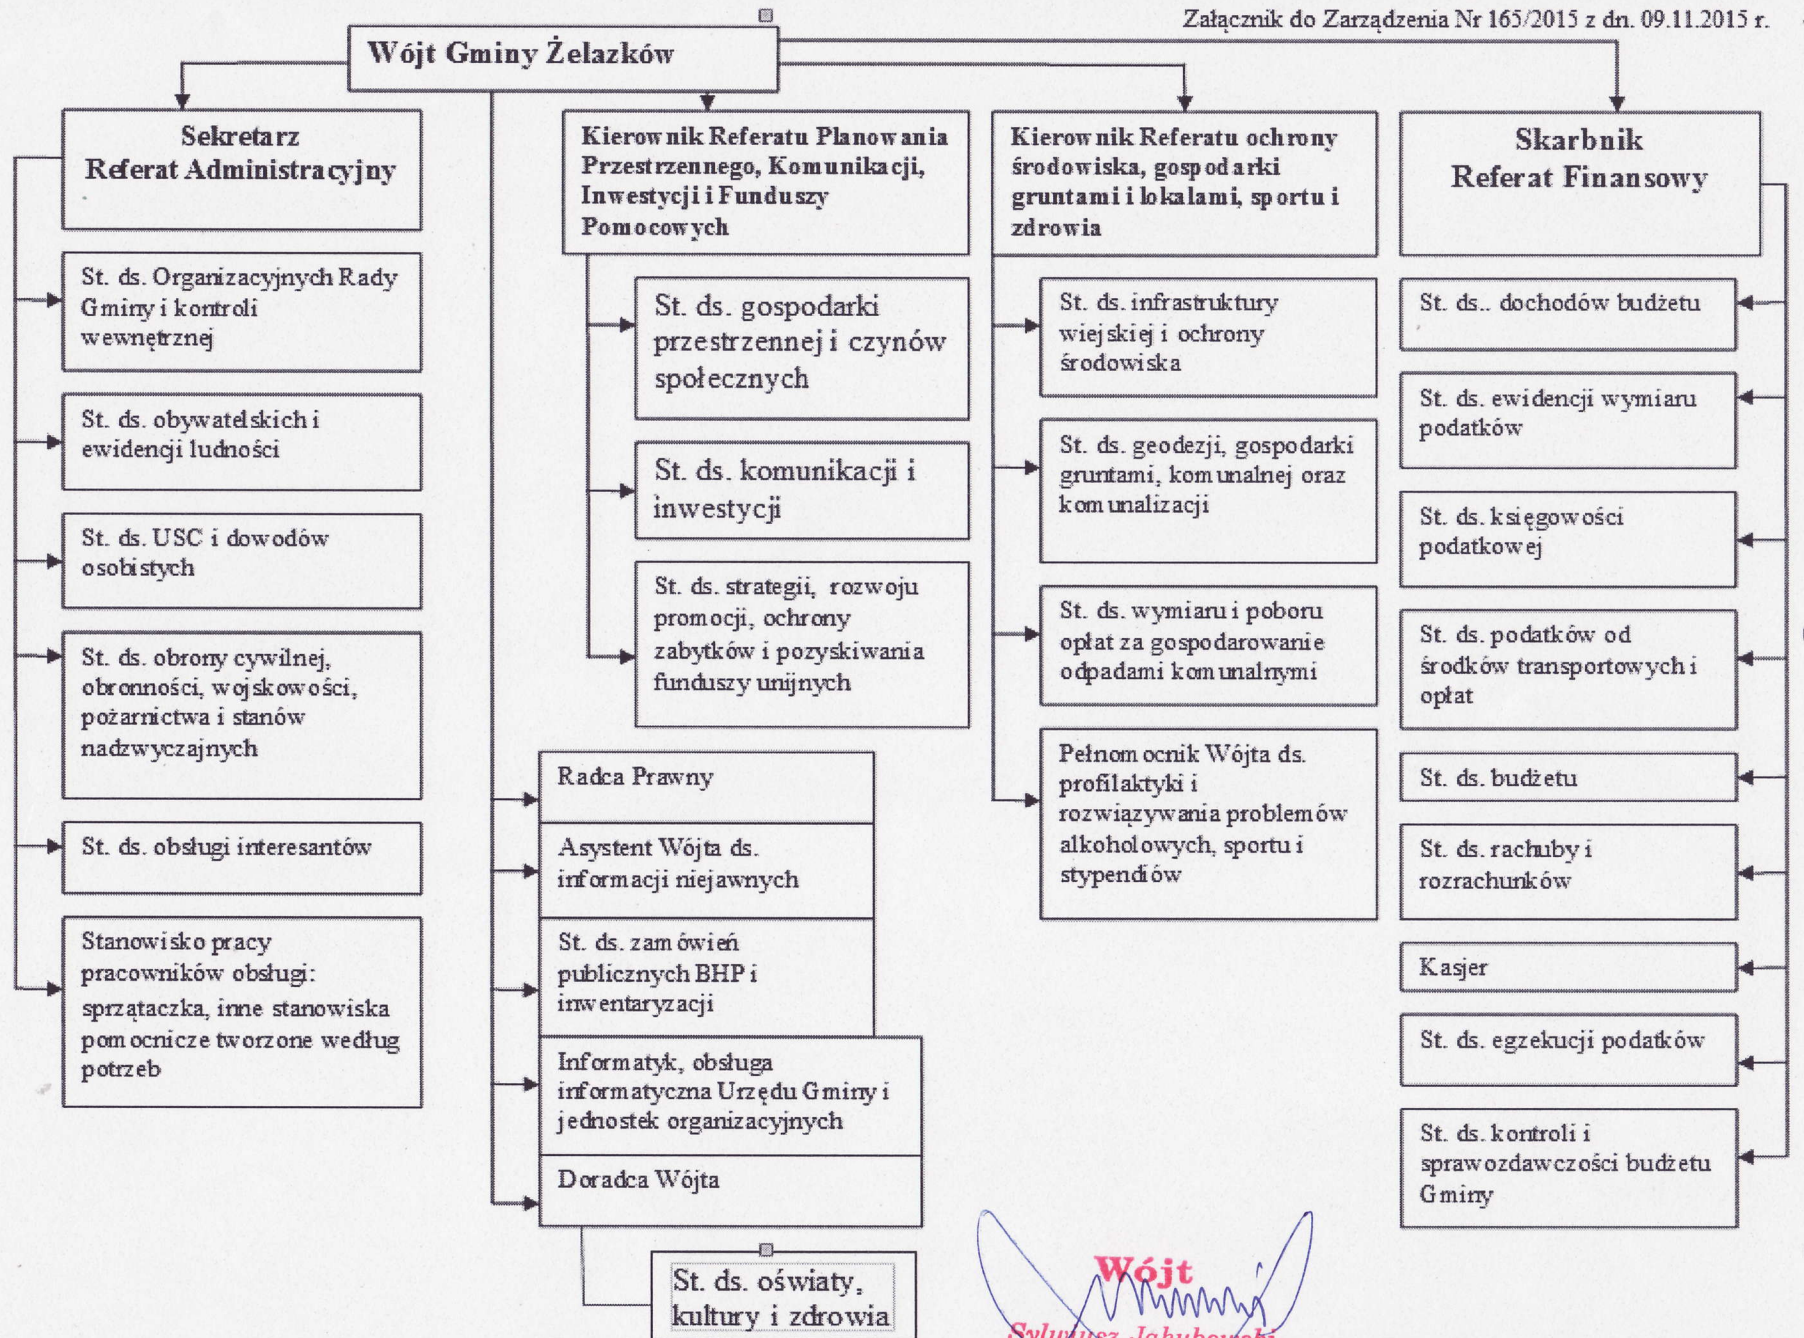 Załącznik do Zarządzenia Nr 165/2015 z dn. 09.11.2015 r.
Wójt Gminy Żelazków
Sekretarz
Referat Administracyjny
St. ds. Organizacyjnych Rady
Gminy i kontroli
wewnętrznej
St. ds. obywatelskich i
ewidencji ludności
St. ds. USC i dowodów
osobistych
St. ds. obrony cywilnej,
obronności, wojskowości,
pożarnictwa i stanów
nadzwyczajnych
St. ds. obsługi interesantów
Stanowisko pracy
pracowników obsługi:
sprzątaczka, inne stanowiska
pomocnicze tworzone według
potrzeb
Kierownik Referatu Planowania
Przestrzennego, Komunikacji,
Inwestycji i Funduszy
Pomocowych
St. ds. gospodarki
przestrzennej i czynów
społecznych
St. ds. komunikacji i
inwestycji
St. ds. strategii, rozwoju
promocji, ochrony
zabytków i pozyskiwania
funduszy unijnych
Radca Prawny
Asystent Wójta ds.
informacji niejawnych
St. ds. zamówień
publicznych BHP i
inwentaryzacji
Informatyk, obsługa
informatyczna Urzędu Gminy i
jednostek organizacyjnych
Doradca Wójta
St. ds. oświaty,
kultury i zdrowia
Kierownik Referatu ochrony
środowiska, gospodarki
gruntami i lokalami, sportu i
zdrowia
St. ds. infrastruktury
wiejskiej i ochrony
środowiska
St. ds. geodezji, gospodarki
gruntami, komunalnej oraz
komunalizacji
St. ds. wymiaru i poboru
opłat za gospodarowanie
odpadami komunalnymi
Pełnomocnik Wójta ds.
profilaktyki i
rozwiązywania problemów
alkoholowych, sportu i
stypendiów
Skarbnik
Referat Finansowy
St. ds.. dochodów budżetu
St. ds. ewidencji wymiaru
podatków
St. ds. księgowości
podatkowej
St. ds. podatków od
środków transportowych i
opłat
St. ds. budżetu
St. ds. rachuby i
rozrachunków
Kasjer
St. ds. egzekucji podatków
St. ds. kontroli i
sprawozdawczości budżetu
Gminy
Wójt
Sylwiusz Jakubowski